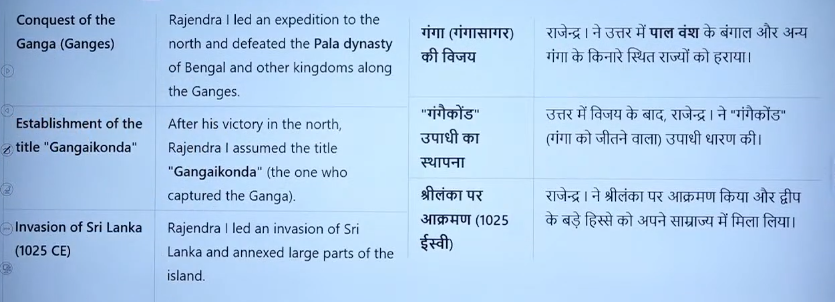 Conquest of the
Ganga (Ganges)
Rajendra I led an expedition to the
north and defeated the Pala dynasty
of Bengal and other kingdoms along
the Ganges.
Establishment of the
title "Gangaikonda"
After his victory in the north,
Rajendra I assumed the title
"Gangaikonda" (the one who
captured the Ganga).
Invasion of Sri Lanka
(1025 CE)
Rajendra I led an invasion of Sri
Lanka and annexed large parts of the
island.
गंगा (गंगासागर)
की विजय
राजेन्द्र I ने उत्तर में पाल वंश के बंगाल और अन्य
गंगा के किनारे स्थित राज्यों को हराया।
"गंगैकोंड"
उपाधी का
स्थापना
उत्तर में विजय के बाद, राजेन्द्र I ने "गंगैकोंड"
(गंगा को जीतने वाला) उपाधी धारण की।
श्रीलंका पर
आक्रमण (1025
ईस्वी)
राजेन्द्र I ने श्रीलंका पर आक्रमण किया और द्वीप
के बड़े हिस्से को अपने साम्राज्य में मिला लिया।